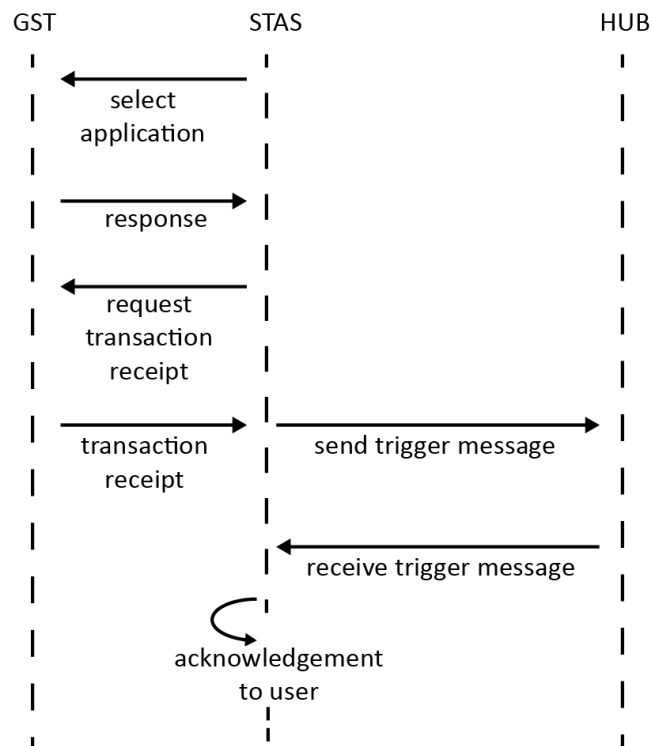 GST STAS HUB
select
application
response
request
transaction
receipt
transaction
receipt
send trigger message
receive trigger message
acknowledgement
to user